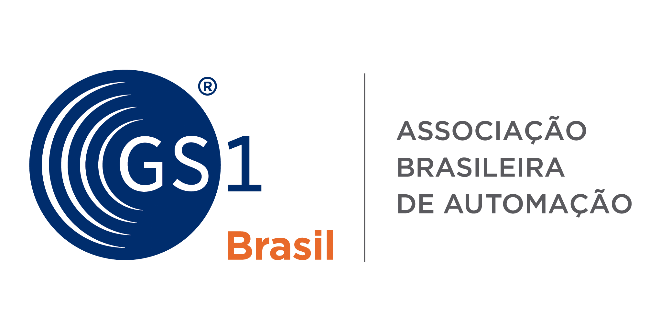 GS1®
Brasil
ASSOCIAÇÃO
BRASILEIRA
DE AUTOMAÇÃO